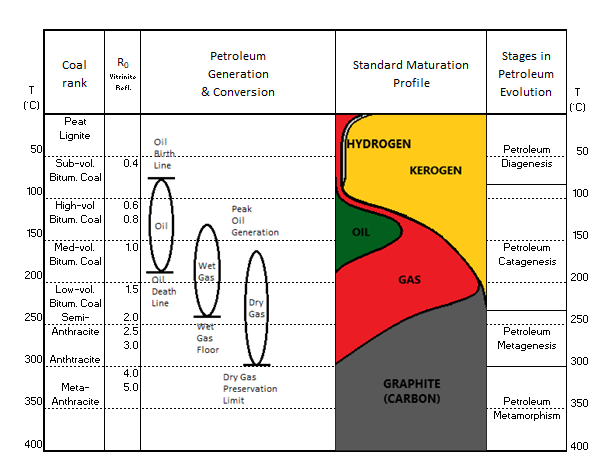 Coal
rank
R0
Vitrinite
Refl.
Petroleum
Generation
& Conversion
Standard Maturation
Profile
Stages in
Petroleum
Evolution
T
(°C)
T
(°C)
Peat
Lignite
50
Sub-vol.
Bitum. Coal
0.4
100
High-vol
Bitum. Coal
0.6
0.8
150
Med-vol.
Bitum. Coal
1.0
200
Low-vol.
Bitum. Coal
1.5
250
Semi-
Anthracite
2.0
2.5
3.0
300
Anhtracite
4.0
Meta-
Anthracite
5.0
350
400
Oil
Birth
Line
Oil
Oil
Death
Line
Peak
Oil
Generation
Wet
Gas
Wet
Gas
Floor
Dry
Gas
Dry Gas
Preservation
Limit
HYDROGEN
KEROGEN
OIL
GAS
GRAPHITE
(CARBON)
Petroleum
Diagenesis
Petroleum
Catagenesis
Petroleum
Metagenesis
Petroleum
Metamorphism
50
100
150
200
250
300
350
400